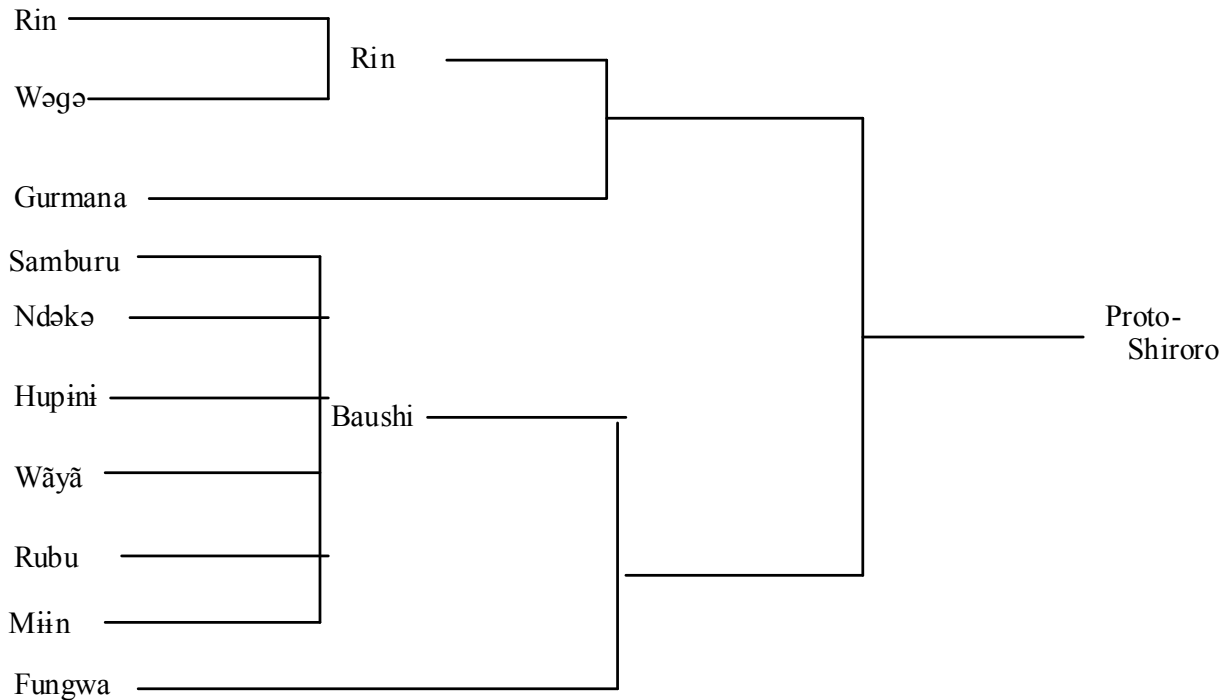 Rin
Rin
Wəgə
Gurmana
Samburu
Ndəkə
Proto-
Shiroro
Hupɨnɨ
Baushi
Wãyã
Rubu
Mɨɨn
Fungwa